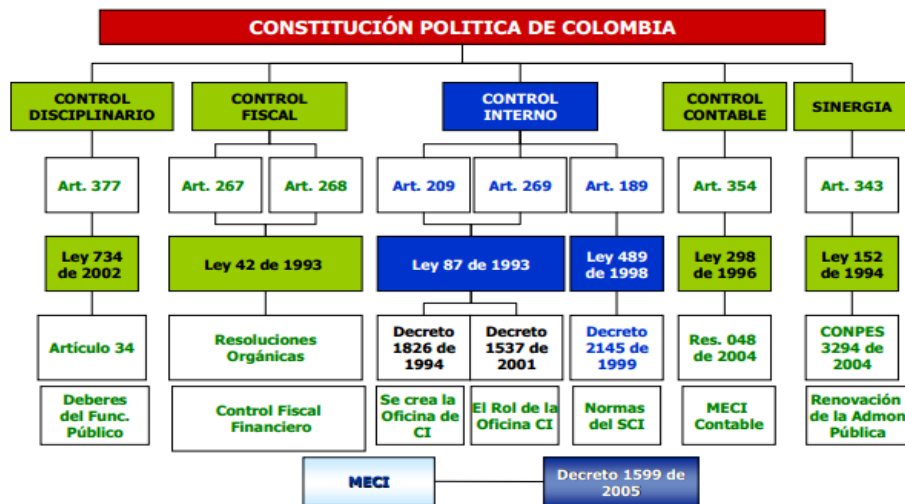 CONSTITUCIÓN POLITICA DE COLOMBIA
CONTROL
DISCIPLINARIO
CONTROL
FISCAL
CONTROL
INTERNO
CONTROL
CONTABLE
SINERGIA
Art. 377
Art. 267
Art. 268
Art. 209
Art. 269
Art. 189
Art. 354
Art. 343
Ley 734
de 2002
Ley 42 de 1993
Ley 87 de 1993
Ley 489
de 1998
Ley 298
de 1996
Ley 152
de 1994
Artículo 34
Resoluciones
Orgánicas
Decreto
1826 de
1994
Decreto
1537 de
2001
Decreto
2145 de
1999
Res. 048
de 2004
CONPES
3294 de
2004
Deberes
del Func.
Público
Control Fiscal
Financiero
Se crea la
Oficina de
CI
El Rol de la
Oficina CI
Normas
del SCI
MECI
Contable
Renovación
de la Admon
Pública
MECI
Decreto 1599 de
2005